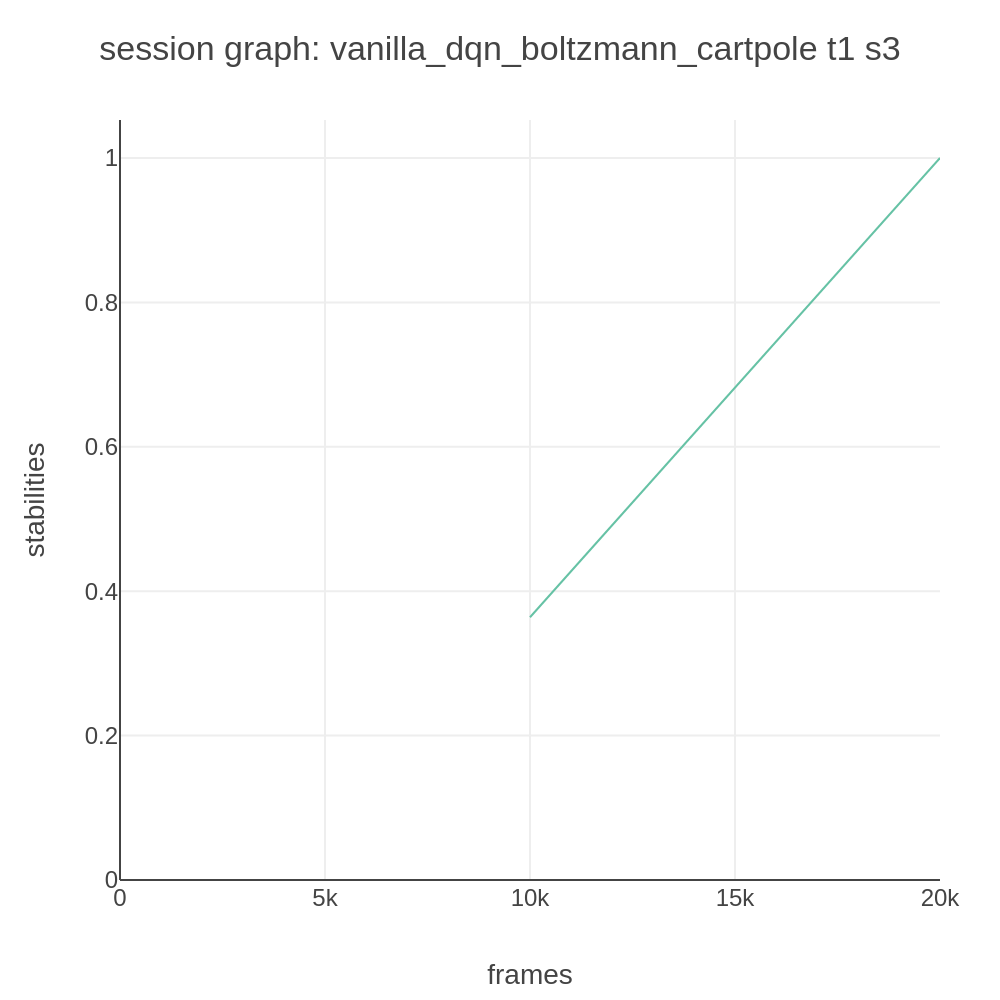 session graph: vanilla_dqn_boltzmann_cartpole t1 s3
1
0.8
0.6
0.4
0.2
0
stabilities
0 5k 10k 15k 20k
frames